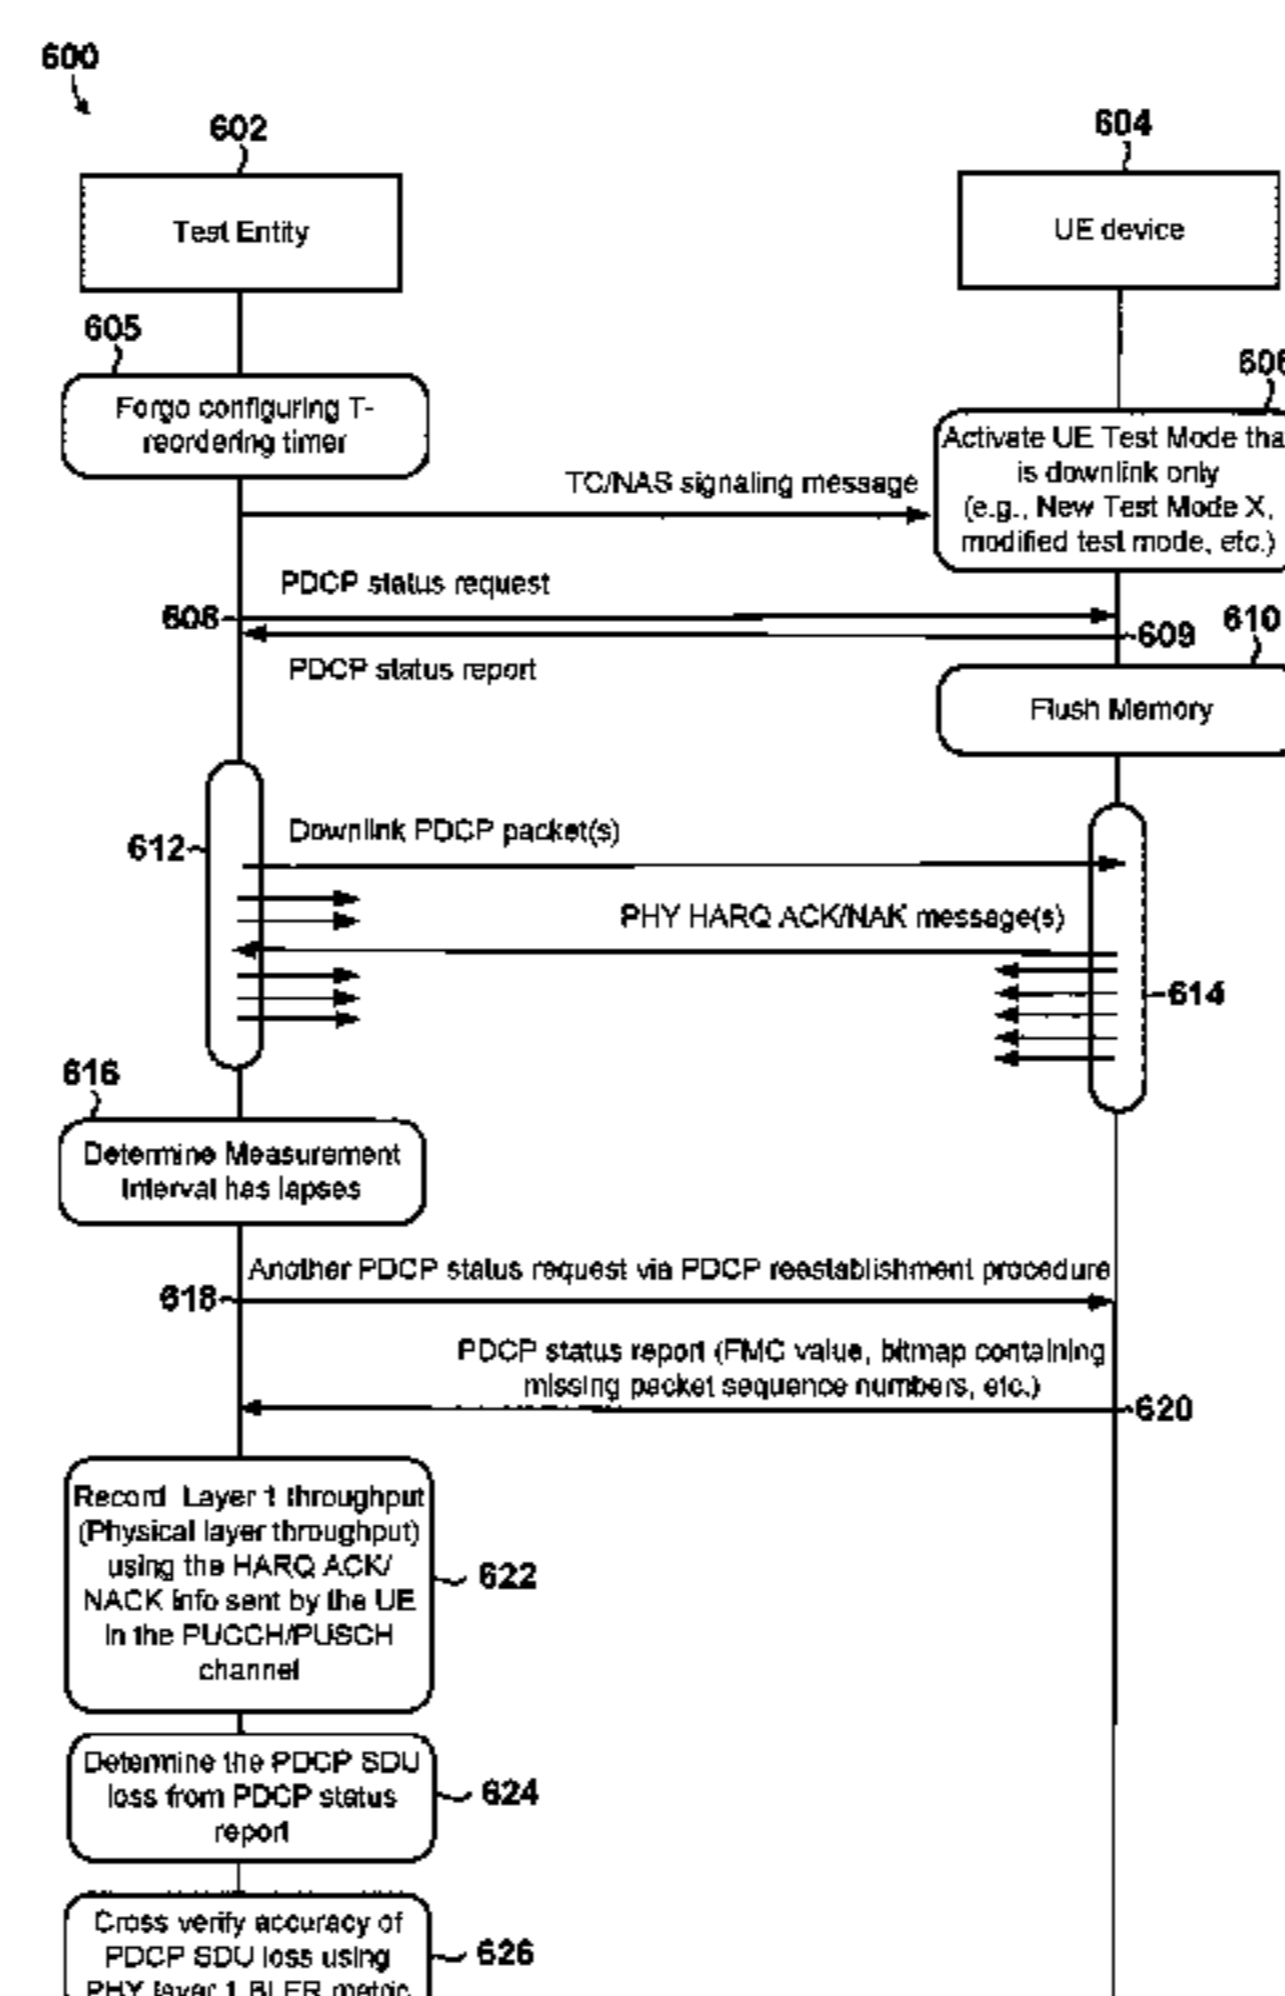 600
602
604
Test Entity
UE device
605
606
Forgo configuring T-
reordering timer
Activate UE Test Mode tha
is downlink only
(e.g., New Test Mode X,
modified test mode, etc.)
TC/NAS signaling message
PDCP status request
608
609
610
PDCP status report
Flush Memory
Downlink PDCP packet(s)
612
PHY HARQ ACK/NAK message(s)
614
616
Determine Measurement
Interval has lapses
Another PDCP status request via PDCP reestablishment procedure
618
PDCP status report (FMC value, bitmap containing
missing packet sequence numbers, etc.)
620
Record Layer 1 throughput
(Physical layer throughput)
using the HARQ ACK/
NACK info sent by the UE
in the PUCCH/PUSCH
channel
622
Determine the PDCP SDU
loss from PDCP status
report
624
Cross verify accuracy of
PDCP SDU loss using
PHY layer 1 BLER metric
626